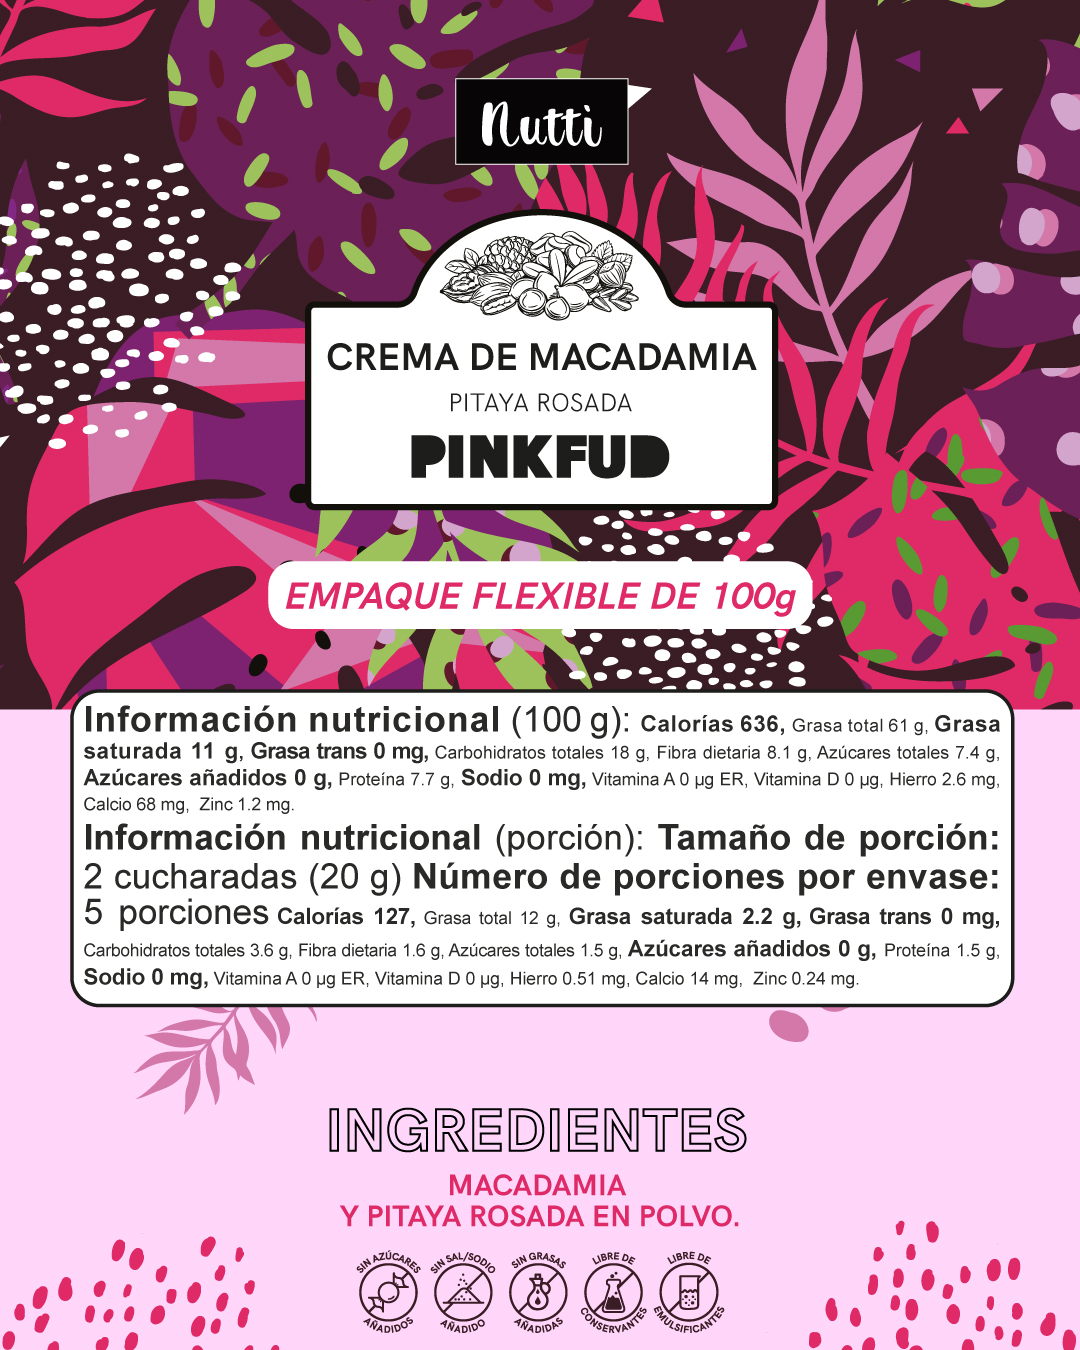 Nutti
CREMA DE MACADAMIA
PITAYA ROSADA
PINKFUD
EMPAQUE FLEXIBLE DE 100g
Información nutricional (100 g): Calorías 636, Grasa total 61 g, Grasa
saturada 11 g, Grasa trans 0 mg, Carbohidratos totales 18 g, Fibra dietaria 8.1 g, Azúcares totales 7.4 g,
Azúcares añadidos 0 g, Proteína 7.7 g, Sodio 0 mg, Vitamina A 0 µg ER, Vitamina D 0 µg, Hierro 2.6 mg,
Calcio 68 mg, Zinc 1.2 mg.
Información nutricional (porción): Tamaño de porción:
2 cucharadas (20 g) Número de porciones por envase:
5 porciones Calorías 127, Grasa total 12 g, Grasa saturada 2.2 g, Grasa trans 0 mg,
Carbohidratos totales 3.6 g, Fibra dietaria 1.6 g, Azúcares totales 1.5 g, Azúcares añadidos 0 g, Proteína 1.5 g,
Sodio 0 mg, Vitamina A 0 µg ER, Vitamina D 0 µg, Hierro 0.51 mg, Calcio 14 mg, Zinc 0.24 mg.
INGREDIENTES
MACADAMIA
Y PITAYA ROSADA EN POLVO.
SIN AZÚCARES AÑADIDOS
SIN SAL/SODIO AÑADIDO
SIN GRASAS AÑADIDAS
LIBRE DE CONSERVANTES
LIBRE DE EMULSIFICANTES